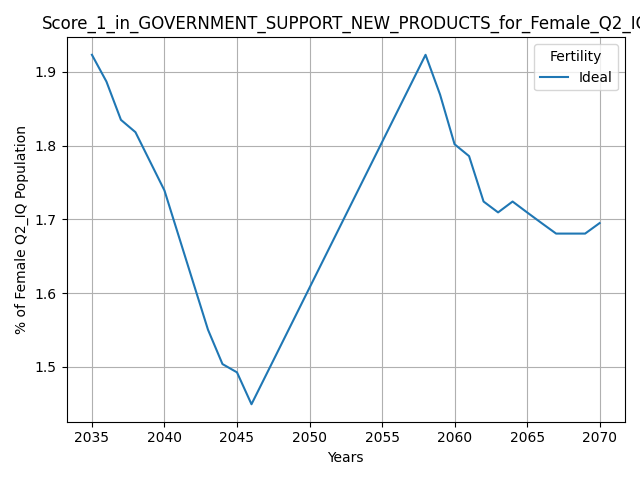 Score_1_in_GOVERNMENT_SUPPORT_NEW_PRODUCTS_for_Female_Q2_IQ
Fertility
Ideal
% of Female Q2_IQ Population
1.9
1.8
1.7
1.6
1.5
2035 2040 2045 2050 2055 2060 2065 2070
Years